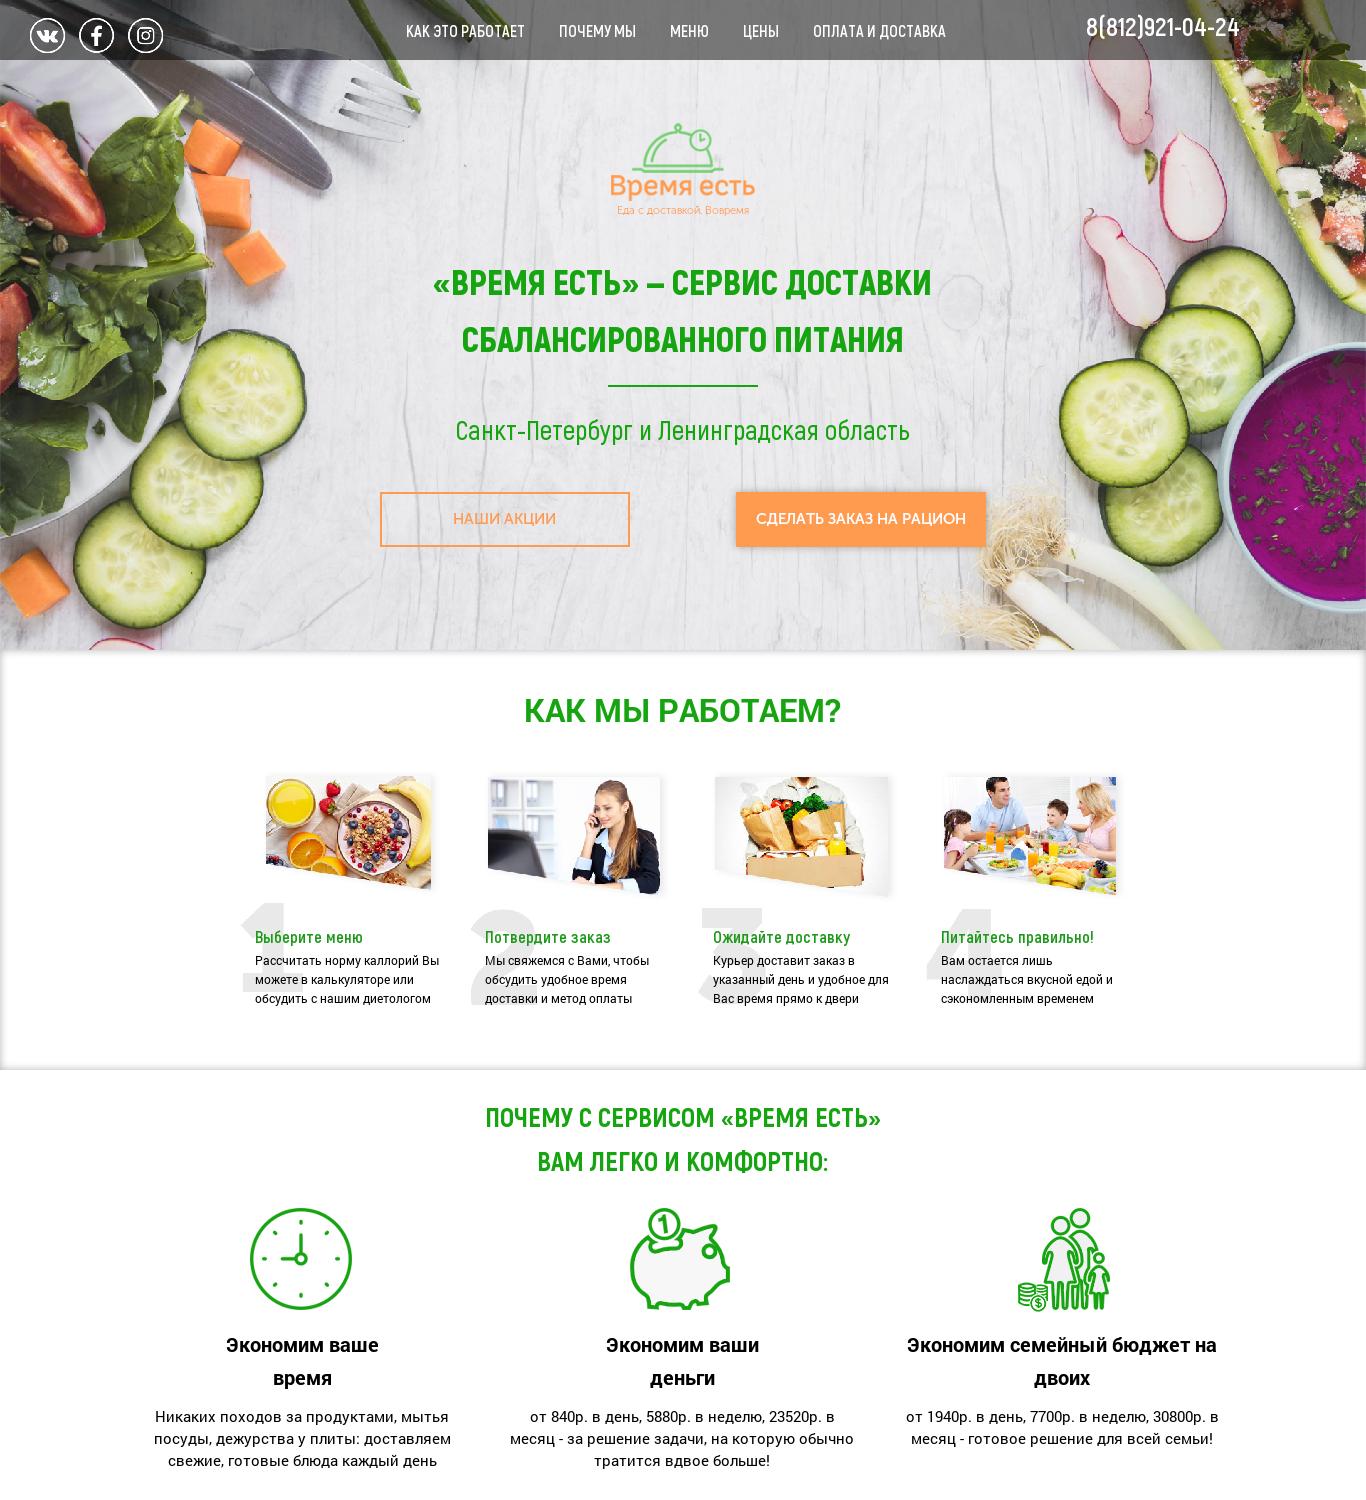 КАК ЭТО РАБОТАЕТ ПОЧЕМУ МЫ МЕНЮ ЦЕНЫ ОПЛАТА И ДОСТАВКА 8(812)921-04-24
Время есть
Еда с доставкой. Вовремя
«ВРЕМЯ ЕСТЬ» – СЕРВИС ДОСТАВКИ
СБАЛАНСИРОВАННОГО ПИТАНИЯ
Санкт-Петербург и Ленинградская область
НАШИ АКЦИИ
СДЕЛАТЬ ЗАКАЗ НА РАЦИОН
КАК МЫ РАБОТАЕМ?
1
Выберите меню
Рассчитать норму каллорий Вы
можете в калькуляторе или
обсудить с нашим диетологом
2
Потвердите заказ
Мы свяжемся с Вами, чтобы
обсудить удобное время
доставки и метод оплаты
3
Ожидайте доставку
Курьер доставит заказ в
указанный день и удобное для
Вас время прямо к двери
4
Питайтесь правильно!
Вам остается лишь
наслаждаться вкусной едой и
сэкономленным временем
ПОЧЕМУ С СЕРВИСОМ «ВРЕМЯ ЕСТЬ»
ВАМ ЛЕГКО И КОМФОРТНО:
Экономим ваше
время
Никаких походов за продуктами, мытья
посуды, дежурства у плиты: доставляем
свежие, готовые блюда каждый день
1
Экономим ваши
деньги
от 840р. в день, 5880р. в неделю, 23520р. в
месяц - за решение задачи, на которую обычно
тратится вдвое больше!
$
Экономим семейный бюджет на
двоих
от 1940р. в день, 7700р. в неделю, 30800р. в
месяц - готовое решение для всей семьи!